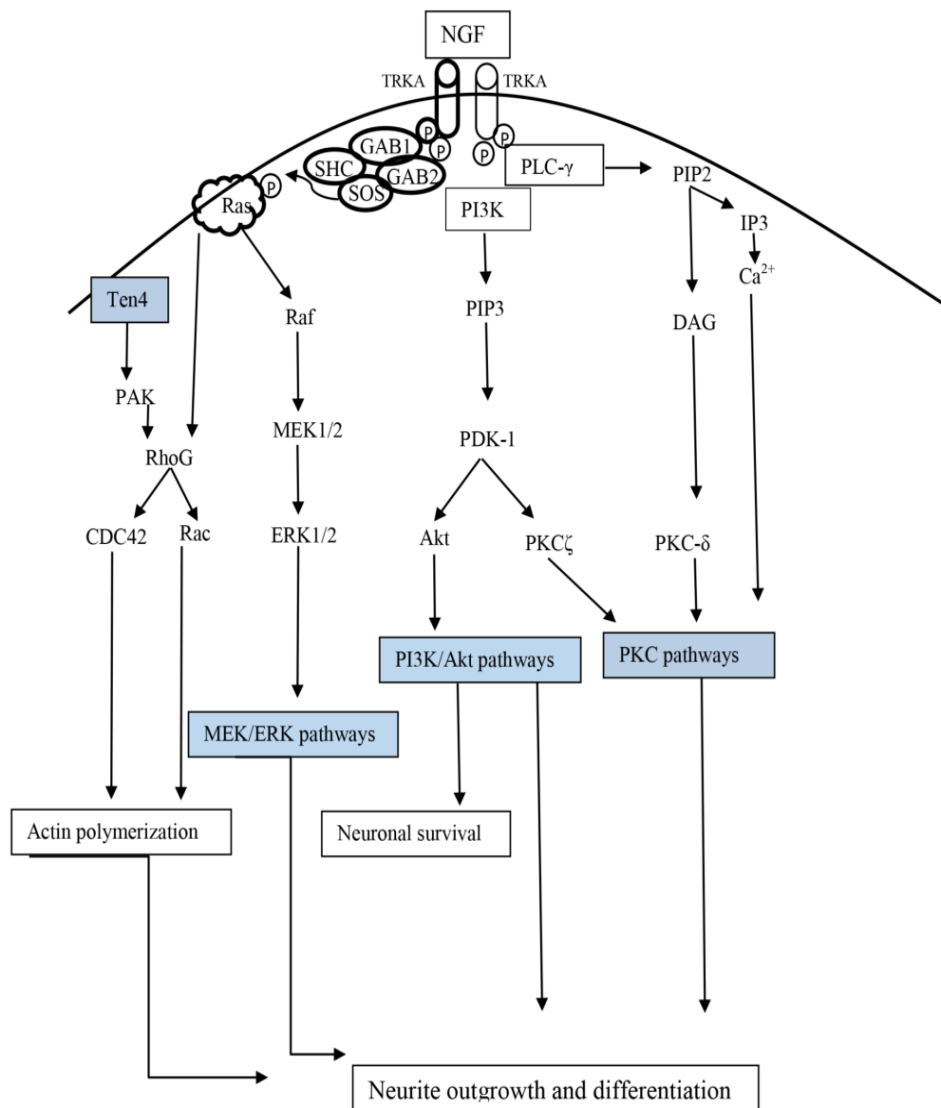 NGF
TRKA
TRKA
P
P
P
P
GAB1
SHC
GAB2
SOS
PLC-γ
PIP2
P
Ras
PI3K
IP3
Ca²⁺
Ten4
Raf
PIP3
DAG
PAK
MEK1/2
PDK-1
RhoG
CDC42
Rac
ERK1/2
Akt
PKCζ
PKC-δ
PI3K/Akt pathways
PKC pathways
MEK/ERK pathways
Actin polymerization
Neuronal survival
Neurite outgrowth and differentiation